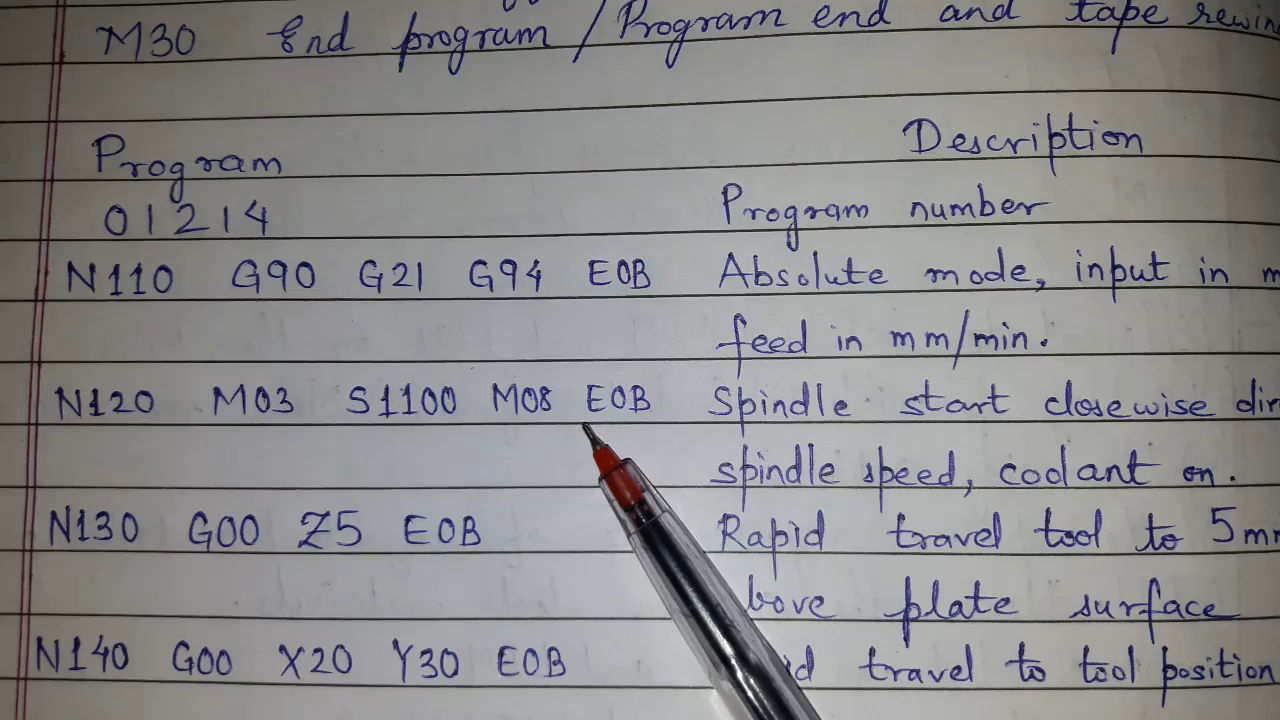 M30 End program / Program end and tape rewin
Program Description
01214 Program number
N110 G90 G21 G94 EOB Absolute mode, input in m
feed in mm/min.
N120 M03 S1100 M08 EOB Spindle start closewise dir
spindle speed, coolant on.
N130 G00 Z5 EOB Rapid travel tool to 5mm
bove plate surface
N140 G00 X20 Y30 EOB id travel to tool position